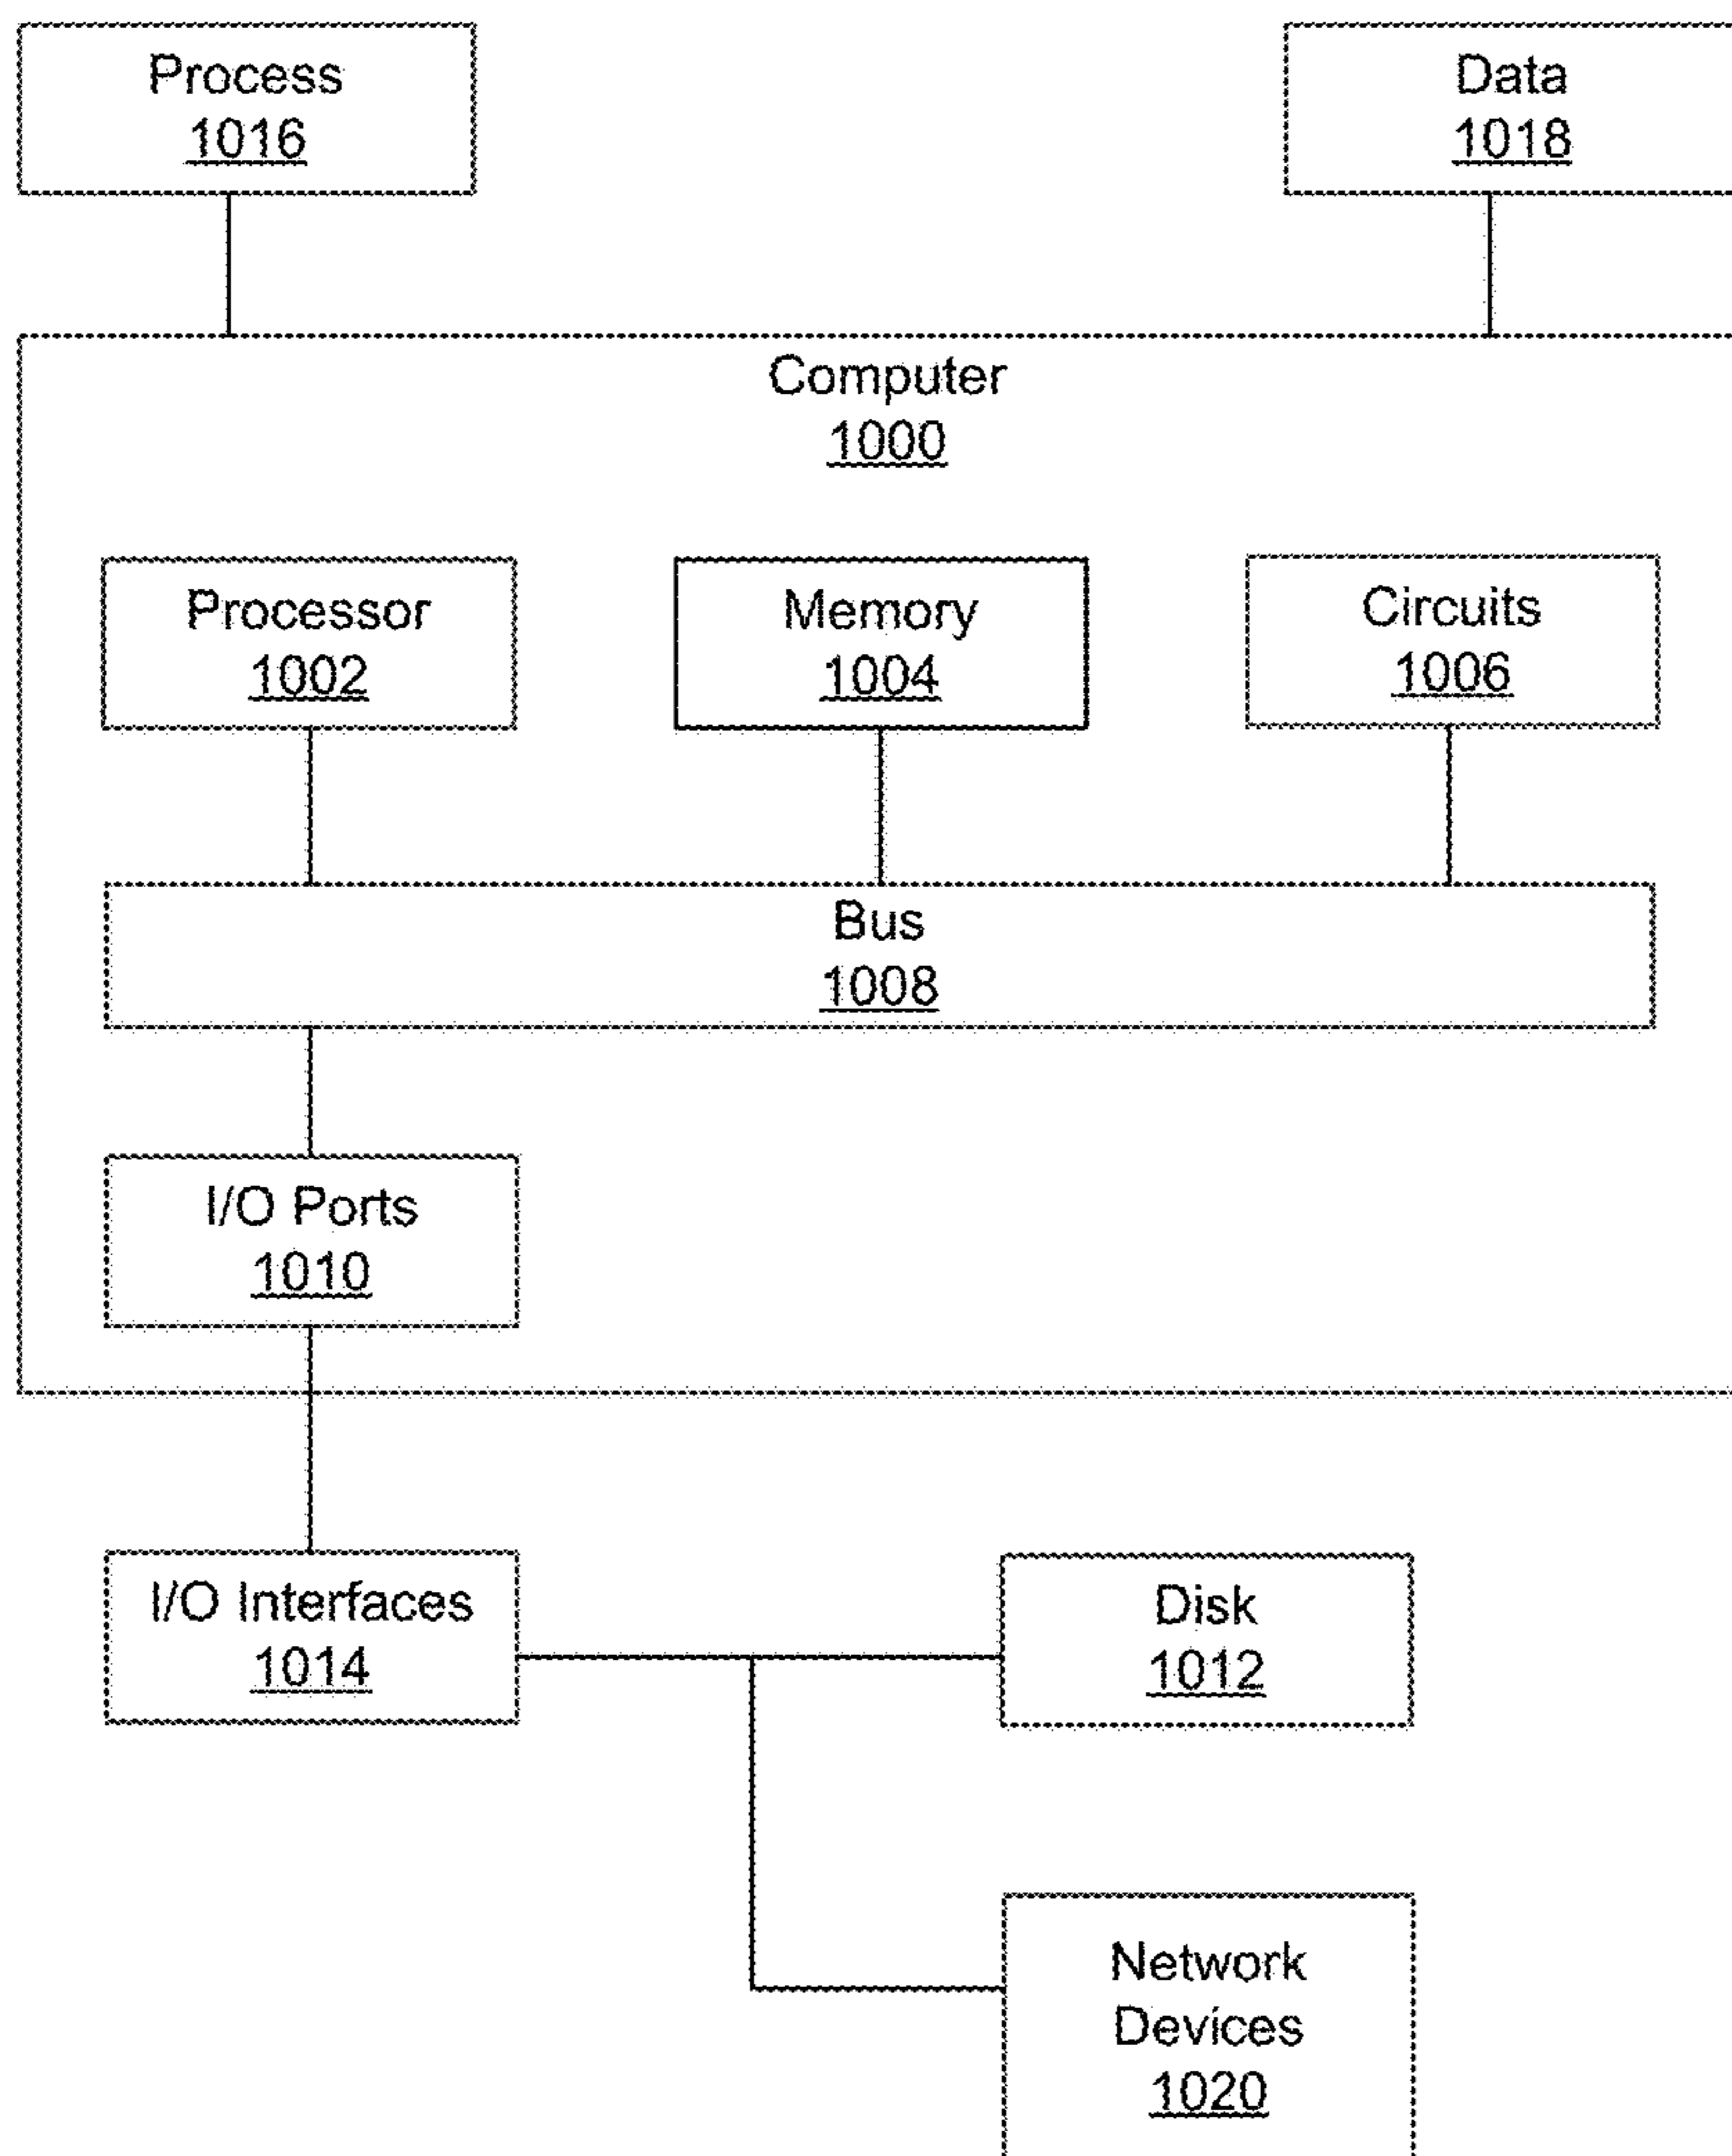 Process
1016
Data
1018
Computer
1000
Processor
1002
Memory
1004
Circuits
1006
Bus
1008
I/O Ports
1010
I/O Interfaces
1014
Disk
1012
Network
Devices
1020